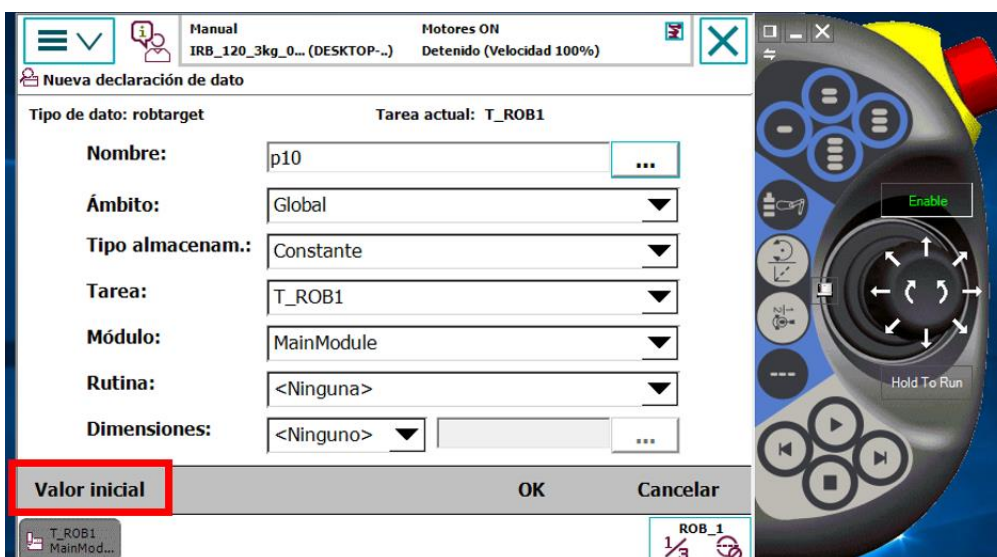 Manual
IRB_120_3kg_0... (DESKTOP-..)
Motores ON
Detenido (Velocidad 100%)
Nueva declaración de dato
Tipo de dato: robtarget
Tarea actual: T_ROB1
Nombre:
p10
...
Ámbito:
Global
Tipo almacenam.:
Constante
Tarea:
T_ROB1
Módulo:
MainModule
Rutina:
<Ninguna>
Dimensiones:
<Ninguno>
...
Valor inicial
OK
Cancelar
T_ROB1
MainMod...
ROB_1
1/3
Enable
Hold To Run